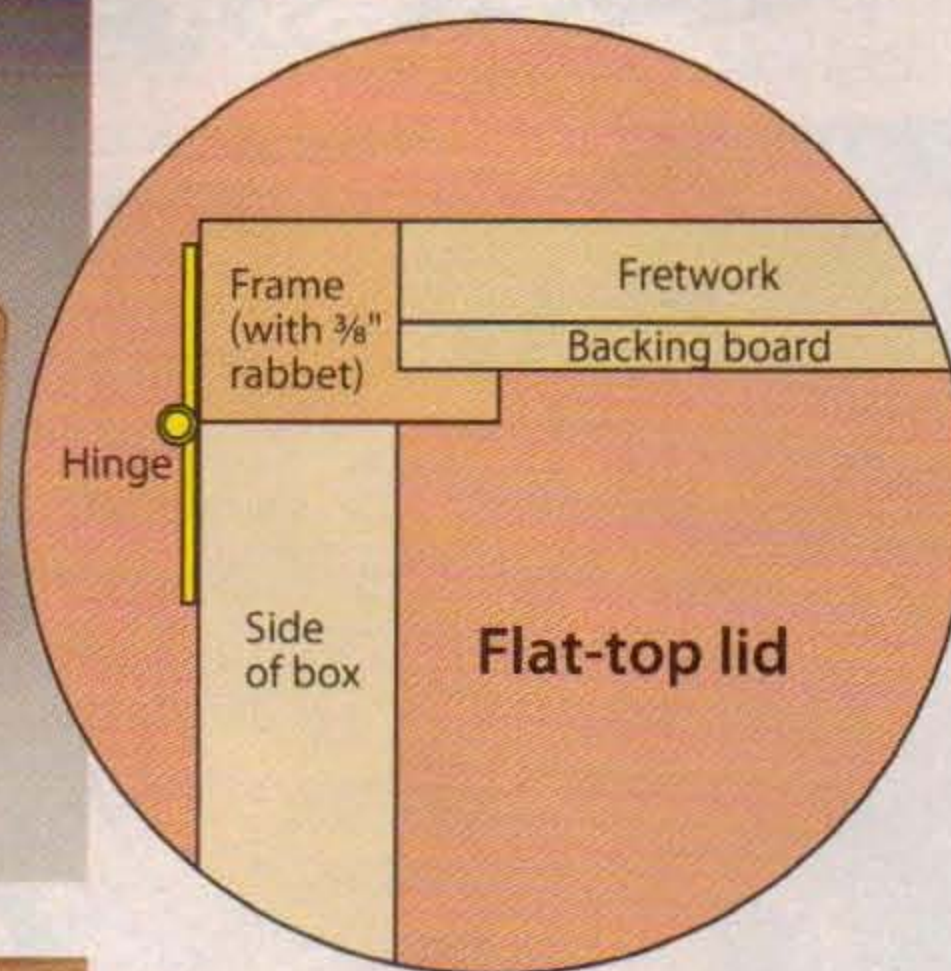 Frame
(with ⅜"
rabbet)
Fretwork
Backing board
Hinge
Side
of box
Flat-top lid